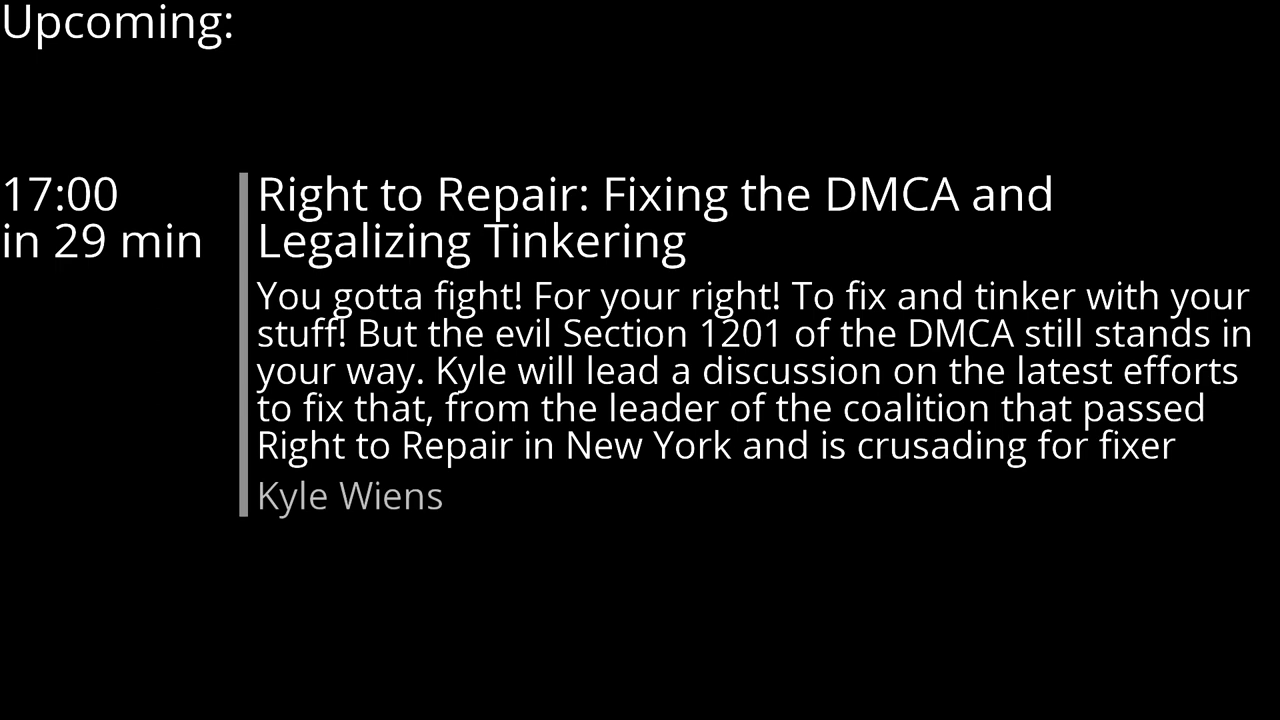 Upcoming:
17:00
in 29 min
Right to Repair: Fixing the DMCA and
Legalizing Tinkering
You gotta fight! For your right! To fix and tinker with your
stuff! But the evil Section 1201 of the DMCA still stands in
your way. Kyle will lead a discussion on the latest efforts
to fix that, from the leader of the coalition that passed
Right to Repair in New York and is crusading for fixer
Kyle Wiens